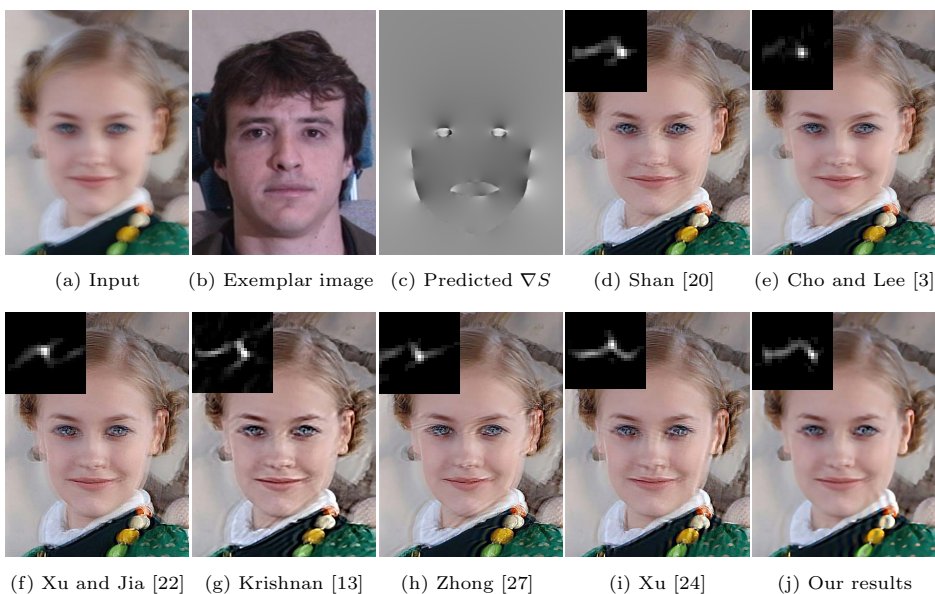 (a) Input (b) Exemplar image (c) Predicted ∇S (d) Shan [20] (e) Cho and Lee [3]
(f) Xu and Jia [22] (g) Krishnan [13] (h) Zhong [27] (i) Xu [24] (j) Our results